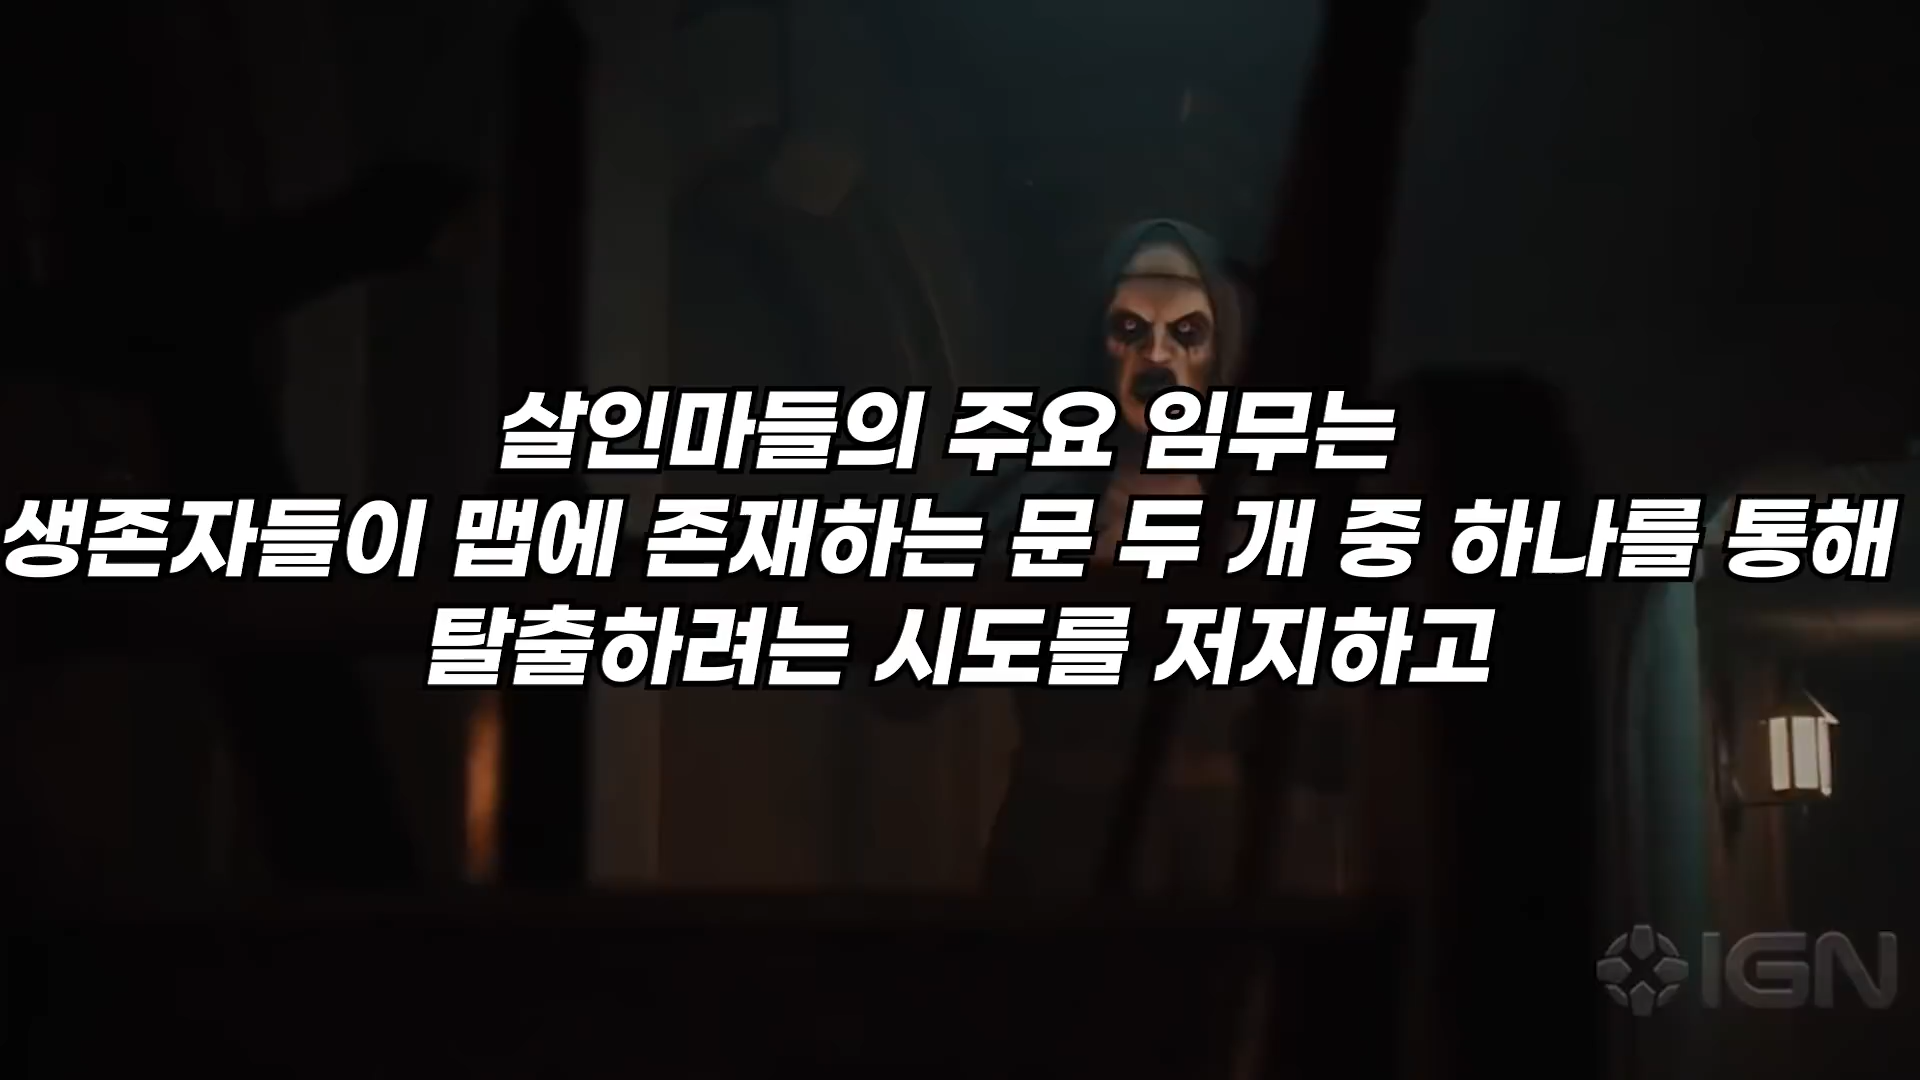 살인마들의 주요 임무는
생존자들이 맵에 존재하는 문 두 개 중 하나를 통해
탈출하려는 시도를 저지하고
IGN